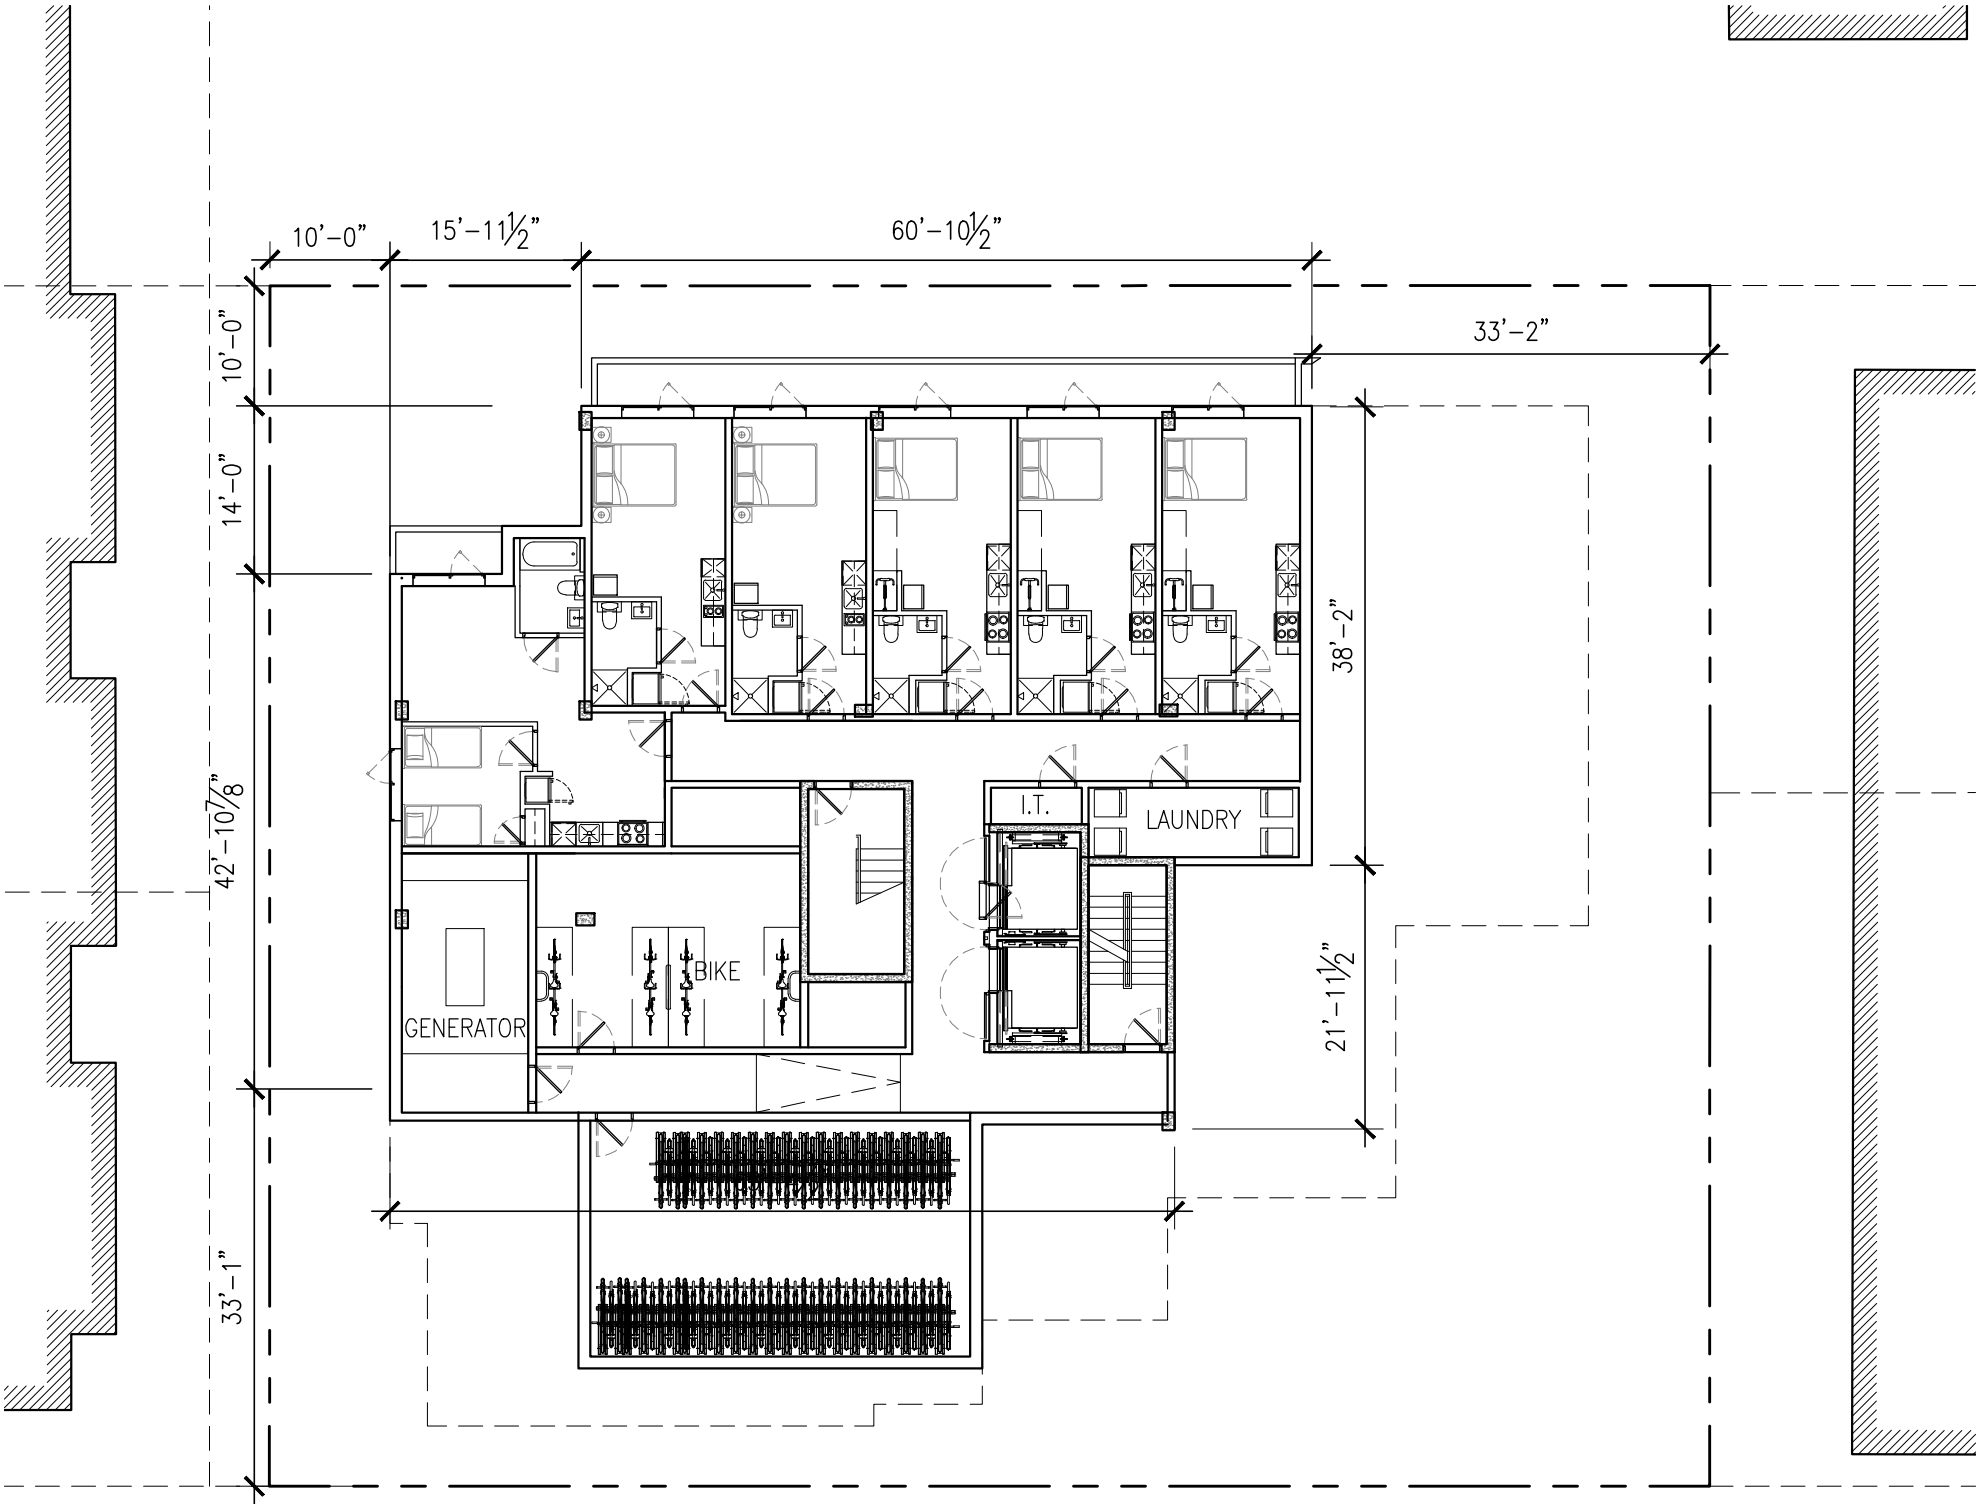 10'-0" 15'-11½" 60'-10½"
33'-2"
10'-0"
14'-0"
38'-2"
42'-10⅞"
I.T.
LAUNDRY
BIKE
21'-11½"
GENERATOR
33'-1"